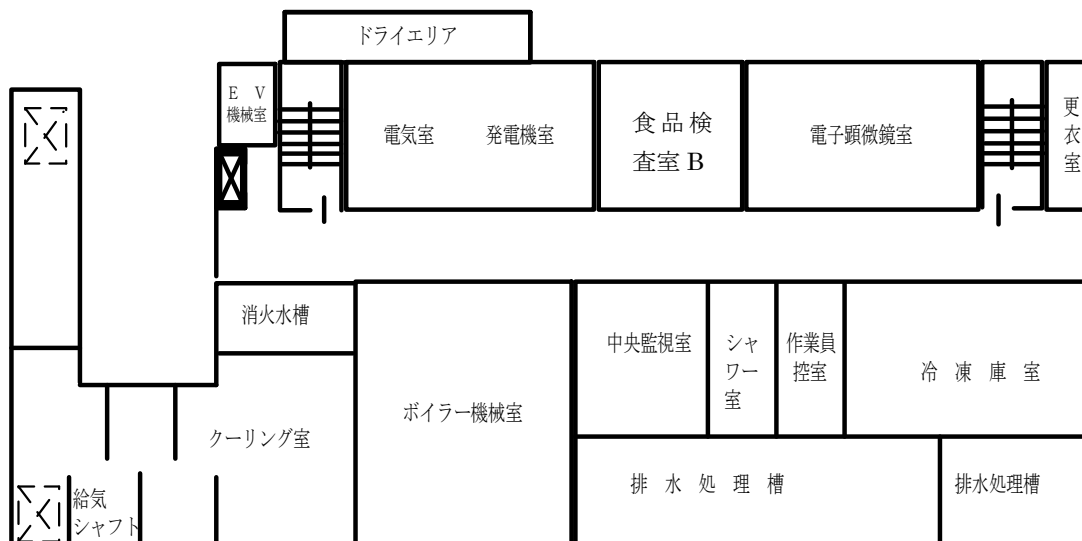 ドライエリア
Ｅ Ｖ
機械室
電気室
発電機室
食品検
査室 B
電子顕微鏡室
更
衣
室
消火水槽
中央監視室
シャ
ワー
室
作業員
控室
冷 凍 庫 室
ボイラー機械室
クーリング室
給気
シャフト
排 水 処 理 槽
排水処理槽